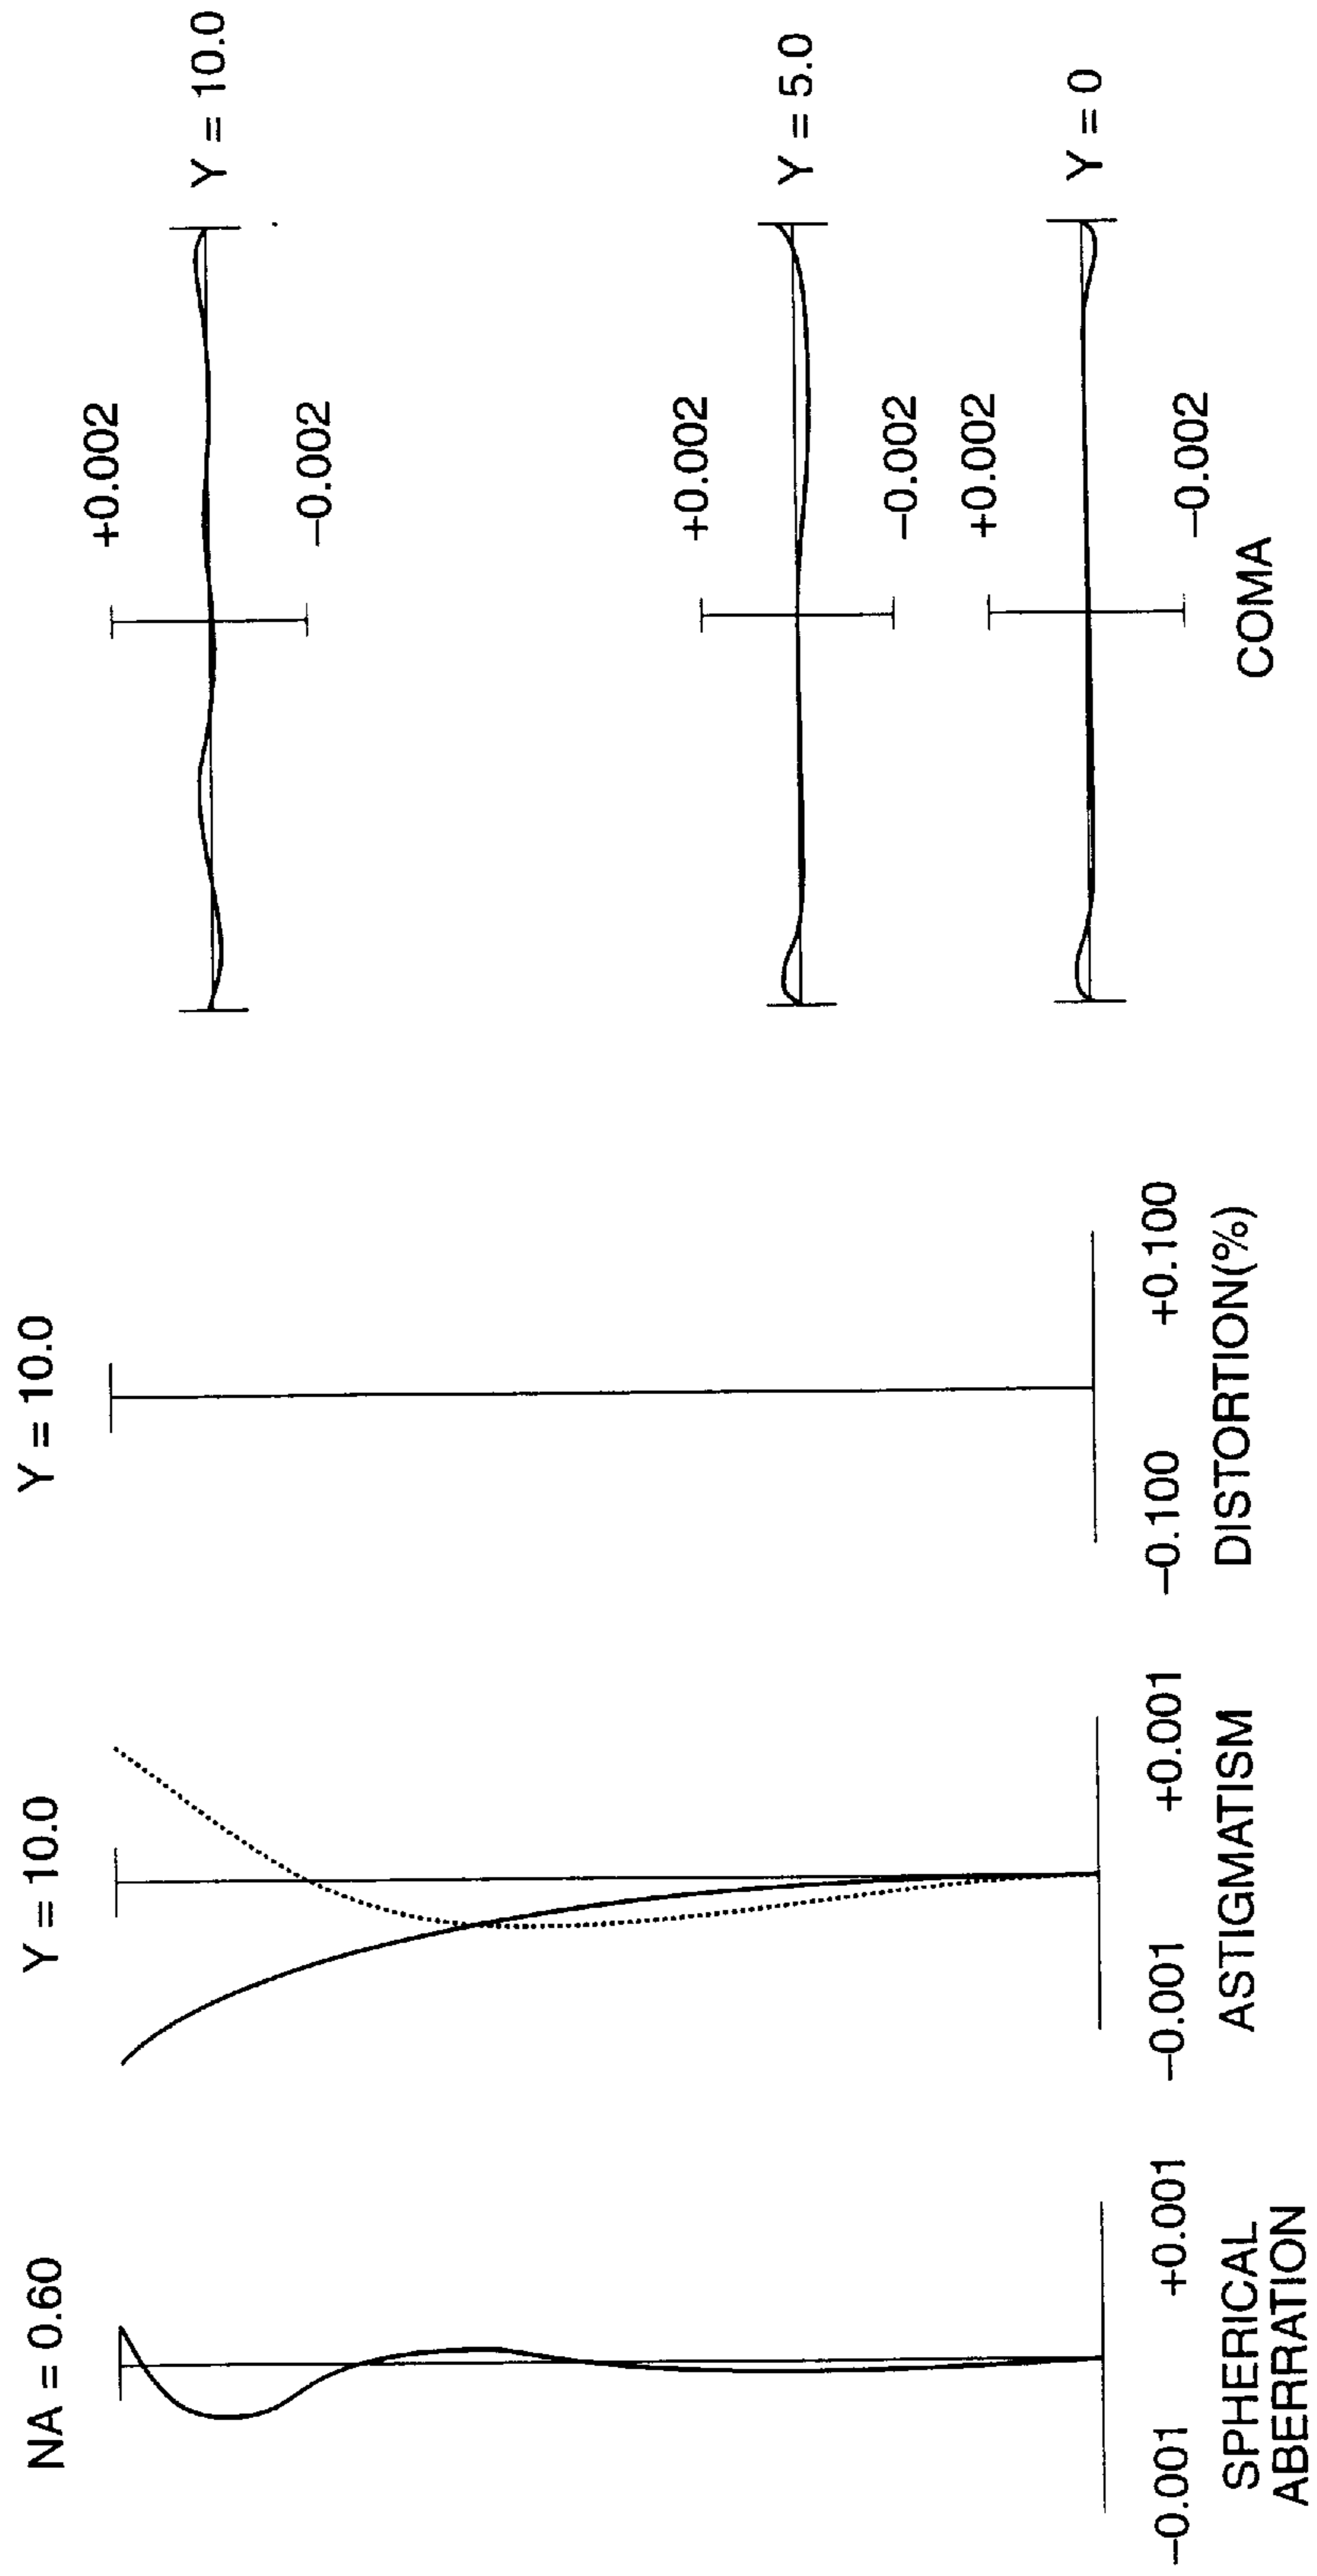 NA = 0.60
–0.001
+0.001
SPHERICAL
ABERRATION
Y = 10.0
–0.001
+0.001
ASTIGMATISM
Y = 10.0
–0.100
+0.100
DISTORTION(%)
+0.002
Y = 10.0
–0.002
+0.002
Y = 5.0
–0.002
+0.002
Y = 0
–0.002
COMA